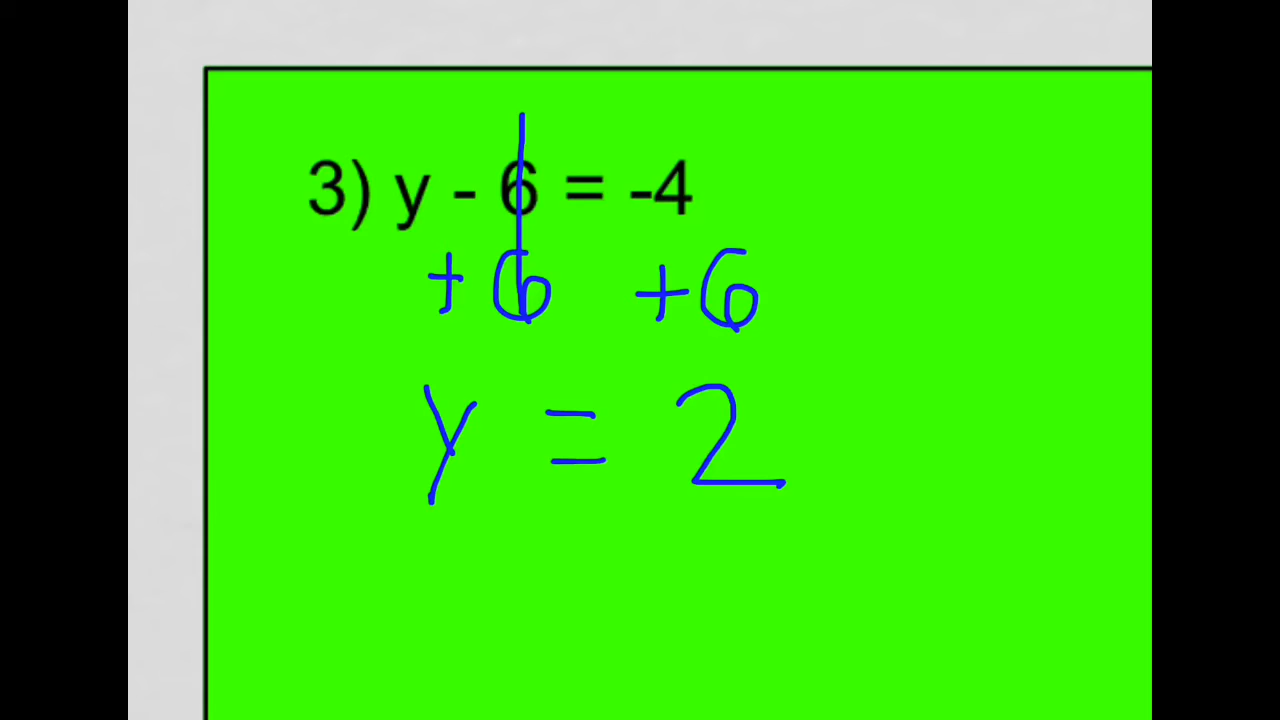 3) y - 6 = -4
+6 +6
y = 2